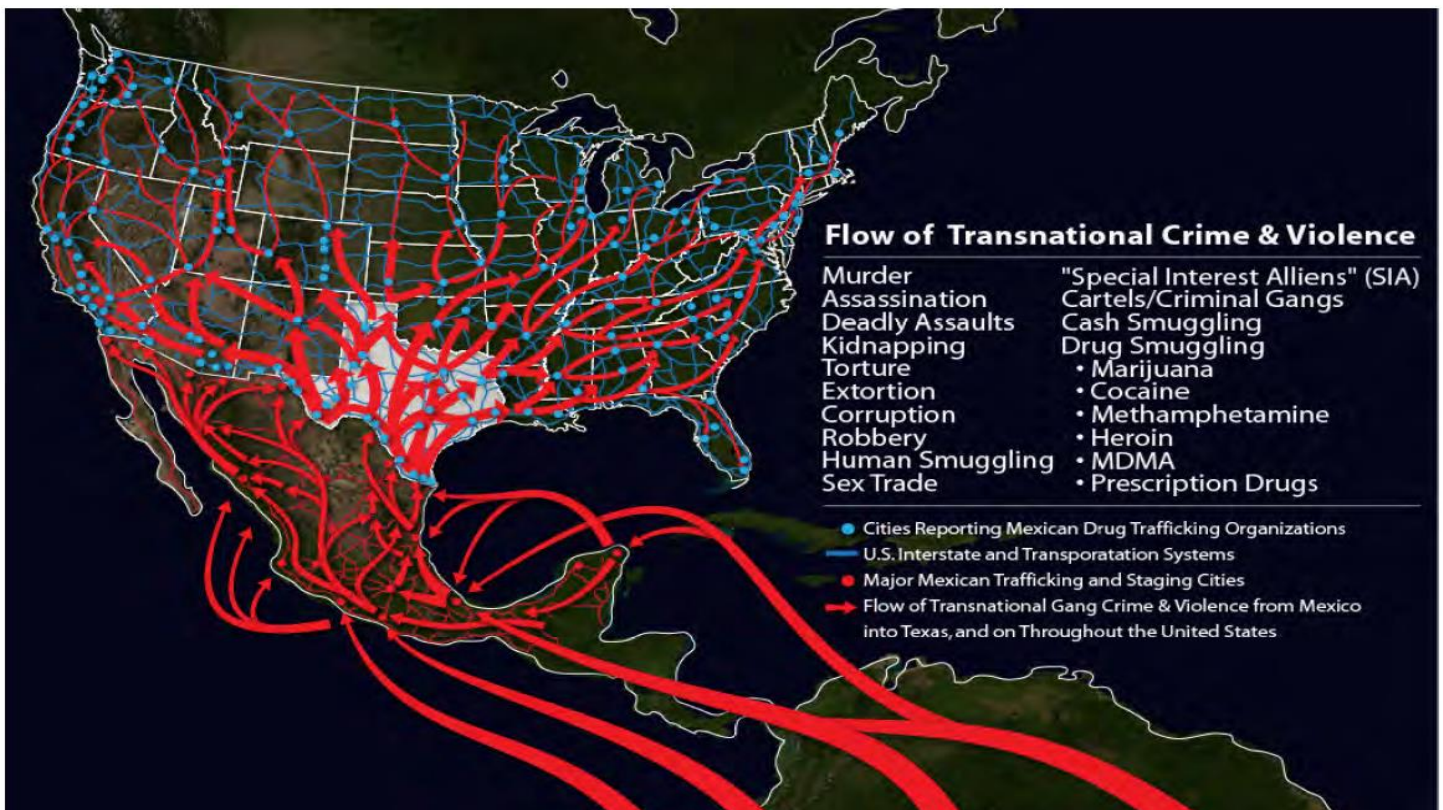 Flow of Transnational Crime & Violence
Murder
Assassination
Deadly Assaults
Kidnapping
Torture
Extortion
Corruption
Robbery
Human Smuggling
Sex Trade
"Special Interest Alliens" (SIA)
Cartels/Criminal Gangs
Cash Smuggling
Drug Smuggling
• Marijuana
• Cocaine
• Methamphetamine
• Heroin
• MDMA
• Prescription Drugs
Cities Reporting Mexican Drug Trafficking Organizations
U.S. Interstate and Transporatation Systems
Major Mexican Trafficking and Staging Cities
Flow of Transnational Gang Crime & Violence from Mexico
into Texas, and on Throughout the United States